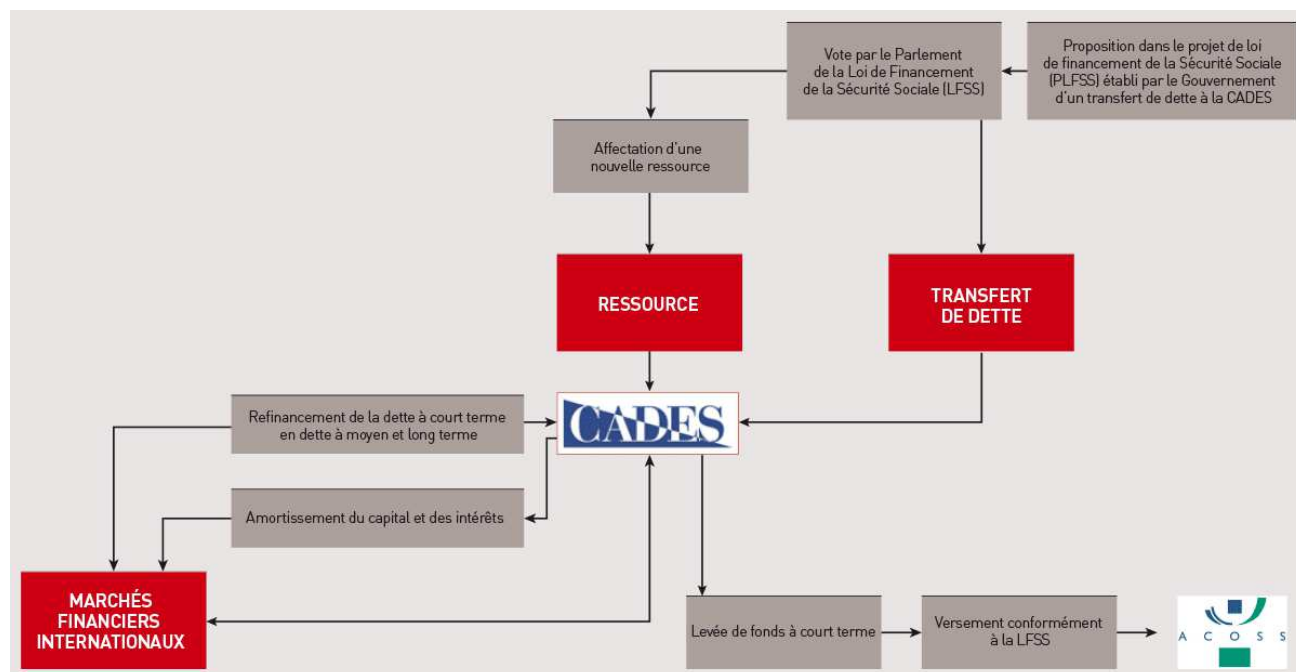 Vote par le Parlement
de la Loi de Financement
de la Sécurité Sociale (LFSS)
Proposition dans le projet de loi
de financement de la Sécurité Sociale
(PLFSS) établi par le Gouvernement
d'un transfert de dette à la CADES
Affectation d'une
nouvelle ressource
RESSOURCE
TRANSFERT
DE DETTE
Refinancement de la dette à court terme
en dette à moyen et long terme
CADES
Amortissement du capital et des intérêts
MARCHÉS
FINANCIERS
INTERNATIONAUX
Levée de fonds à court terme
Versement conformément
à la LFSS
ACOSS